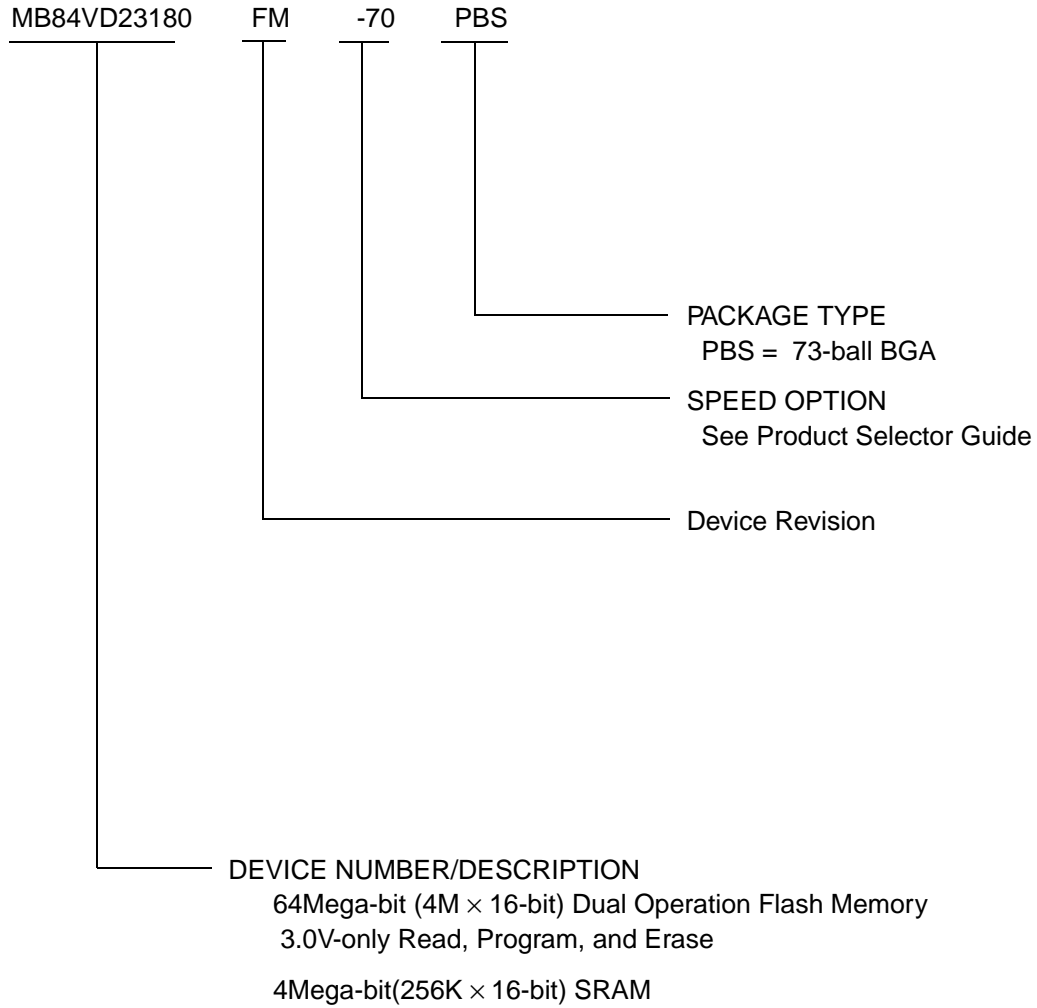 MB84VD23180 FM -70 PBS
PACKAGE TYPE
PBS = 73-ball BGA
SPEED OPTION
See Product Selector Guide
Device Revision
DEVICE NUMBER/DESCRIPTION
64Mega-bit (4M × 16-bit) Dual Operation Flash Memory
3.0V-only Read, Program, and Erase
4Mega-bit(256K × 16-bit) SRAM